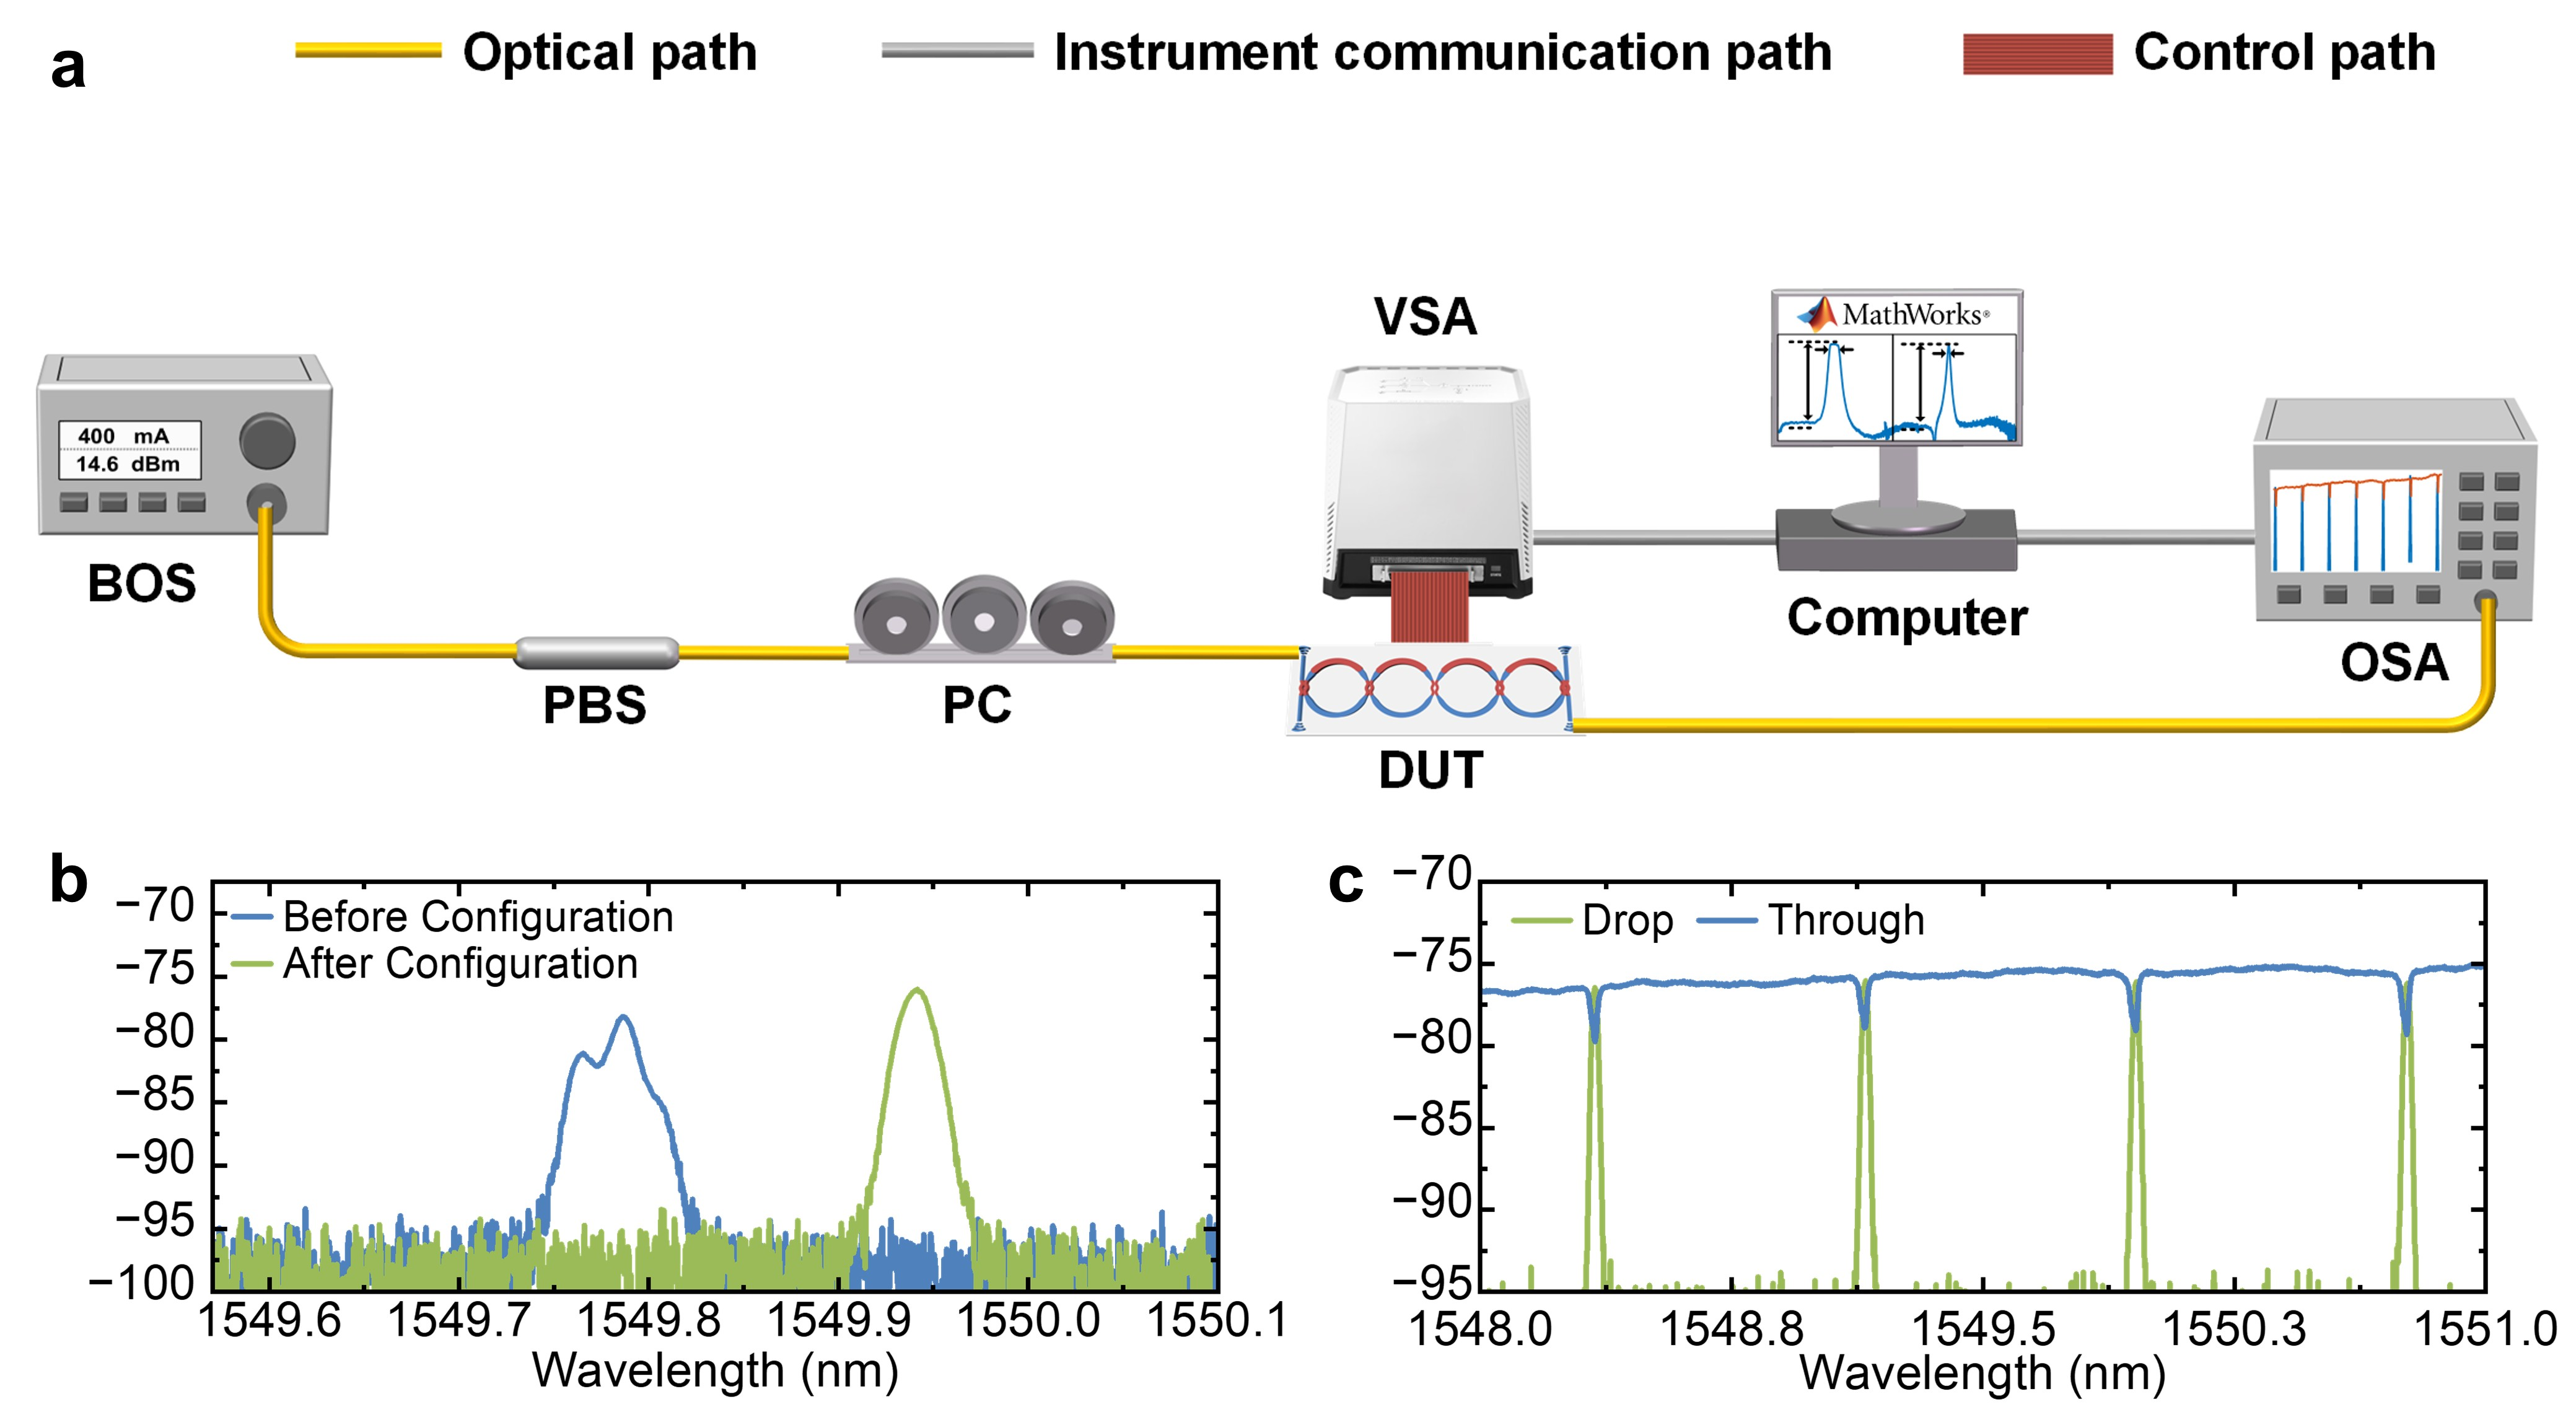 a
Optical path
Instrument communication path
Control path
VSA
MathWorks®
400 mA
14.6 dBm
BOS
PBS
PC
DUT
Computer
OSA
b
−70
−75
−80
−85
−90
−95
−100
Before Configuration
After Configuration
1549.6 1549.7 1549.8 1549.9 1550.0 1550.1
Wavelength (nm)
c
−70
−75
−80
−85
−90
−95
Drop Through
1548.0 1548.8 1549.5 1550.3 1551.0
Wavelength (nm)